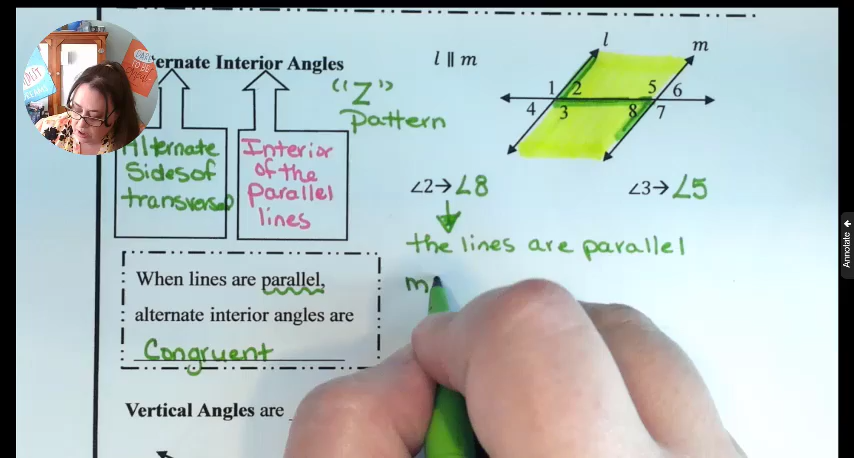 ternate Interior Angles
l ∥ m
l
m
1 2 5 6
4 3 8 7
"Z"
Pattern
Alternate
Sides of
transversal
Interior
of the
parallel
lines
∠2→∠8
∠3→∠5
the lines are parallel
m
When lines are parallel,
alternate interior angles are
Congruent
Vertical Angles are
Annotate